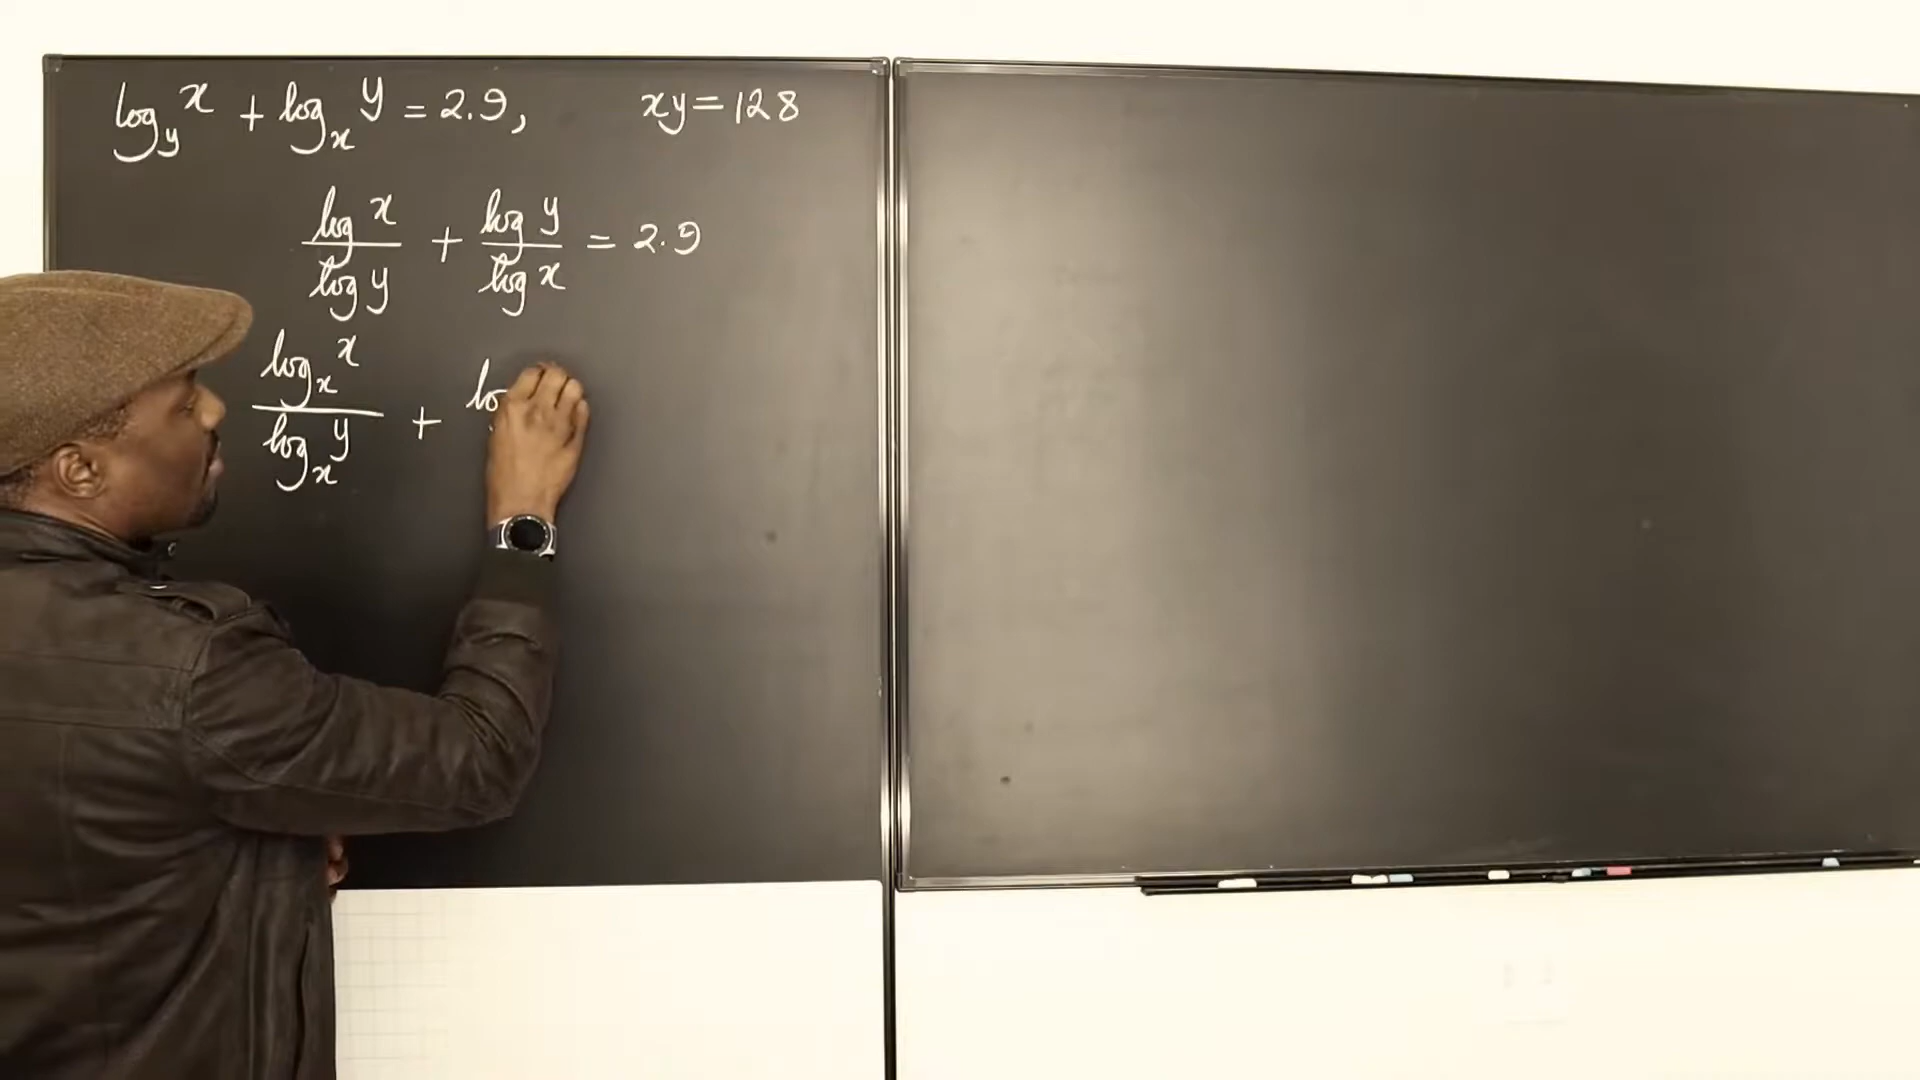 log_y x + log_x y = 2.9, xy = 128
log x / log y + log y / log x = 2.9
log_x x / log_x y + lo